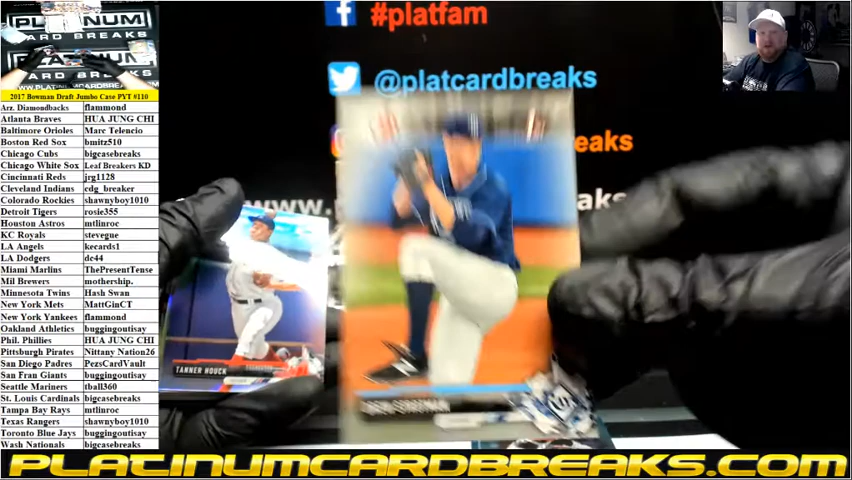 PLATINUM
CARD BREAKS
PLATINUM
CARD BREAKS
#platfam
@platcardbreaks
2017 Bowman Draft Jumbo Case PYT #110
Arz. Diamondbacks flammond
Atlanta Braves HUA JUNG CHI
Baltimore Orioles Marc Telencio
Boston Red Sox bmitz510
Chicago Cubs bigcasebreaks
Chicago White Sox Leaf Breakers KD
Cincinnati Reds jrg1128
Cleveland Indians cdg_breaker
Colorado Rockies shawnyboy1010
Detroit Tigers rosie355
Houston Astros mtlinroc
KC Royals stevegue
LA Angels kecards1
LA Dodgers dc44
Miami Marlins ThePresentTense
Mil Brewers mothership.
Minnesota Twins Hash Swan
New York Mets MattGinCT
New York Yankees flammond
Oakland Athletics buggingoutisay
Phil. Phillies HUA JUNG CHI
Pittsburgh Pirates Nittany Nation26
San Diego Padres PezsCardVault
San Fran Giants buggingoutisay
Seattle Mariners tball360
St. Louis Cardinals bigcasebreaks
Tampa Bay Rays mtlinroc
Texas Rangers shawnyboy1010
Toronto Blue Jays buggingoutisay
Wash Nationals bigcasebreaks
TANNER HOUCK
PLATINUMCARDBREAKS.COM